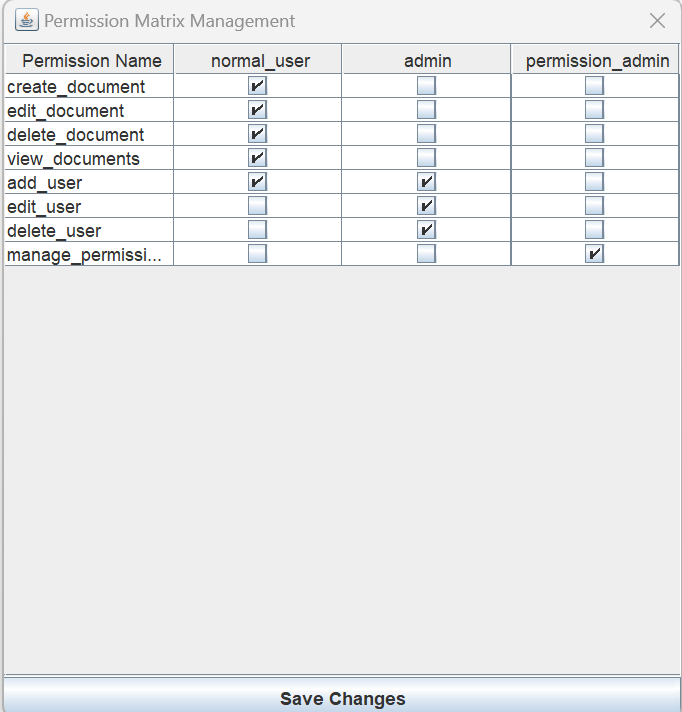 Permission Matrix Management
Permission Name normal_user admin permission_admin
create_document
edit_document
delete_document
view_documents
add_user
edit_user
delete_user
manage_permissi...
Save Changes